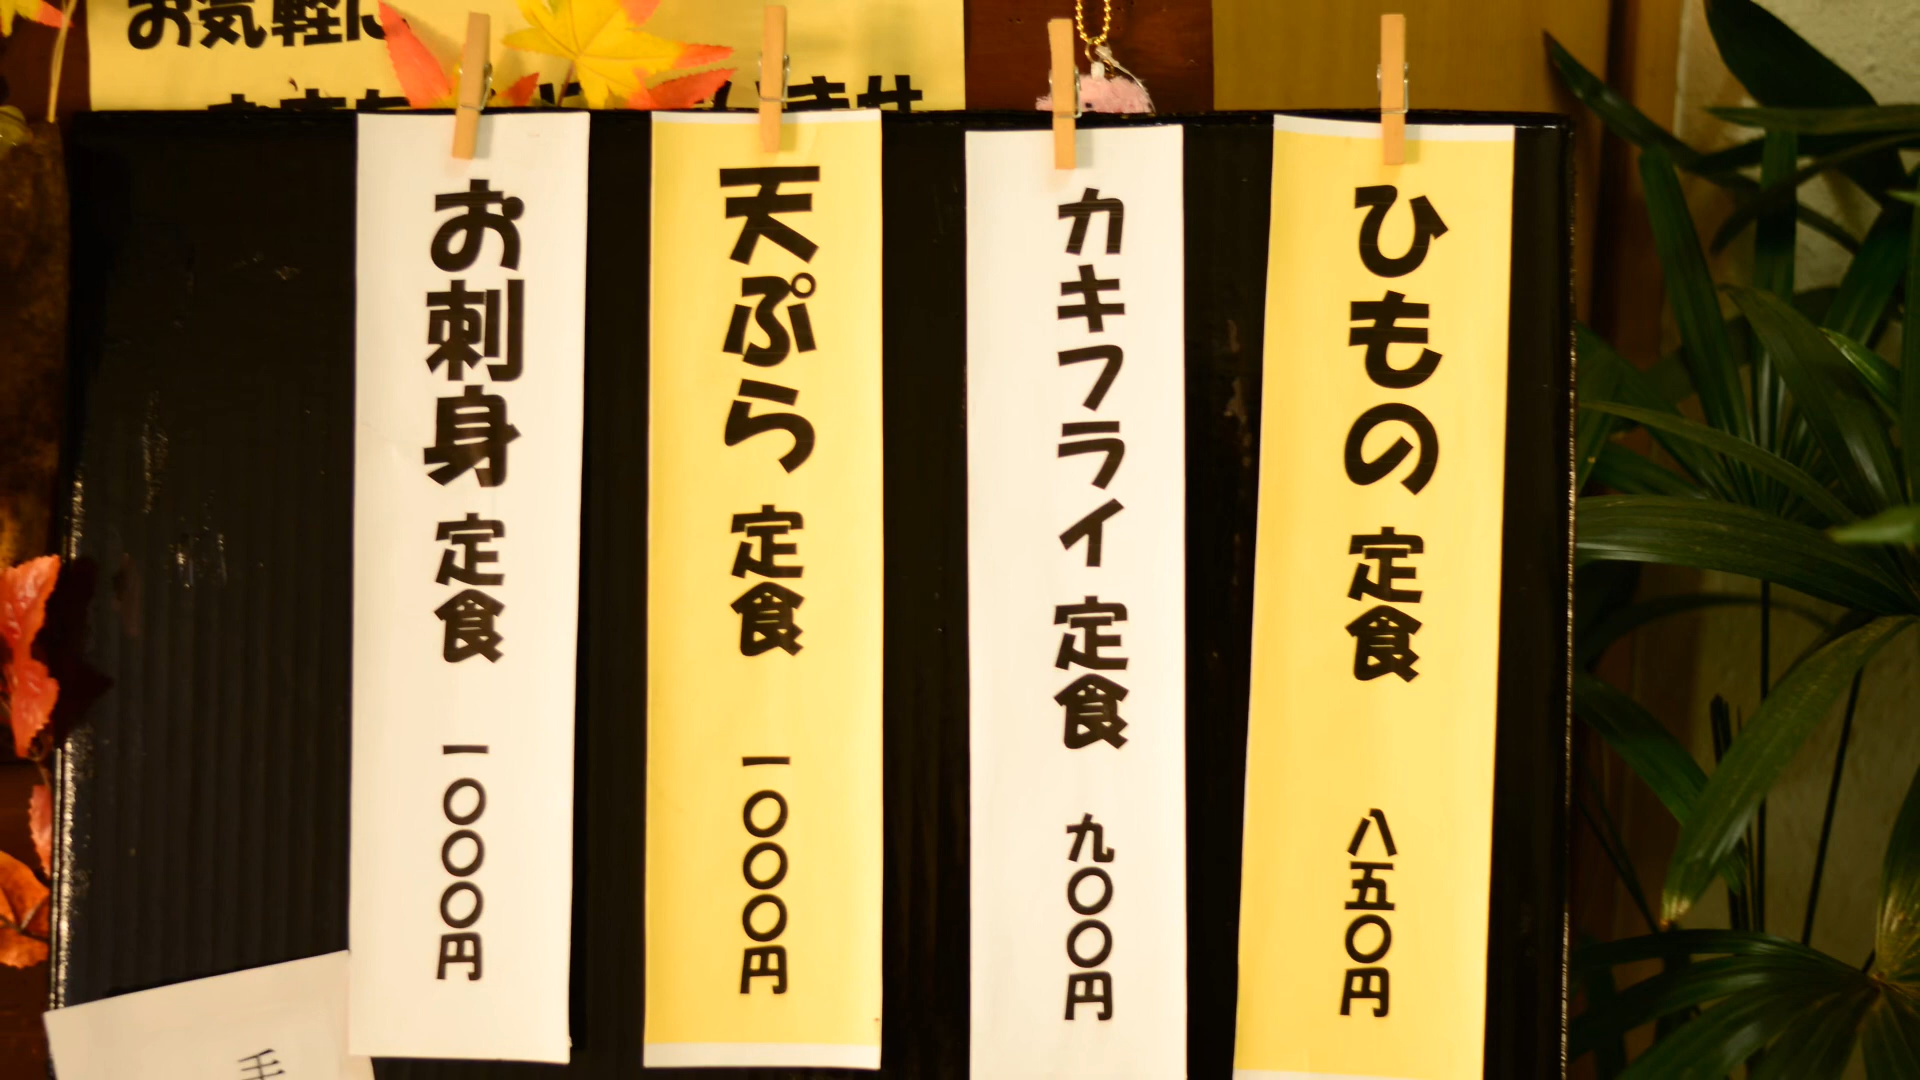 お気軽に
ひもの 定食 八五〇円
カキフライ 定食 九〇〇円
天ぷら 定食 一〇〇〇円
お刺身 定食 一〇〇〇円
手